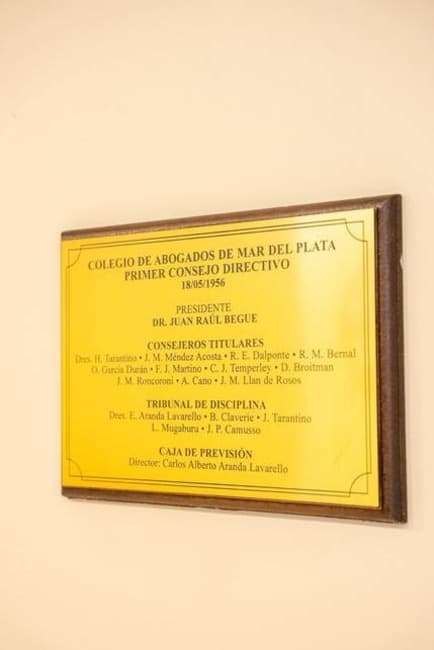 COLEGIO DE ABOGADOS DE MAR DEL PLATA
PRIMER CONSEJO DIRECTIVO
18/05/1956
PRESIDENTE
DR. JUAN RAÚL BEGUE
CONSEJEROS TITULARES
Dres. H. Tarantino • J. M. Méndez Acosta • R. E. Dalponte • R. M. Bernal
O. García Durán • F. J. Martino • C. J. Temperley • D. Broitman
J. M. Roncoroni • A. Cano • J. M. Llan de Rosos
TRIBUNAL DE DISCIPLINA
Dres. E. Aranda Lavarello • B. Claverie • J. Tarantino
L. Mugaburu • J. P. Camusso
CAJA DE PREVISIÓN
Director: Carlos Alberto Aranda Lavarello